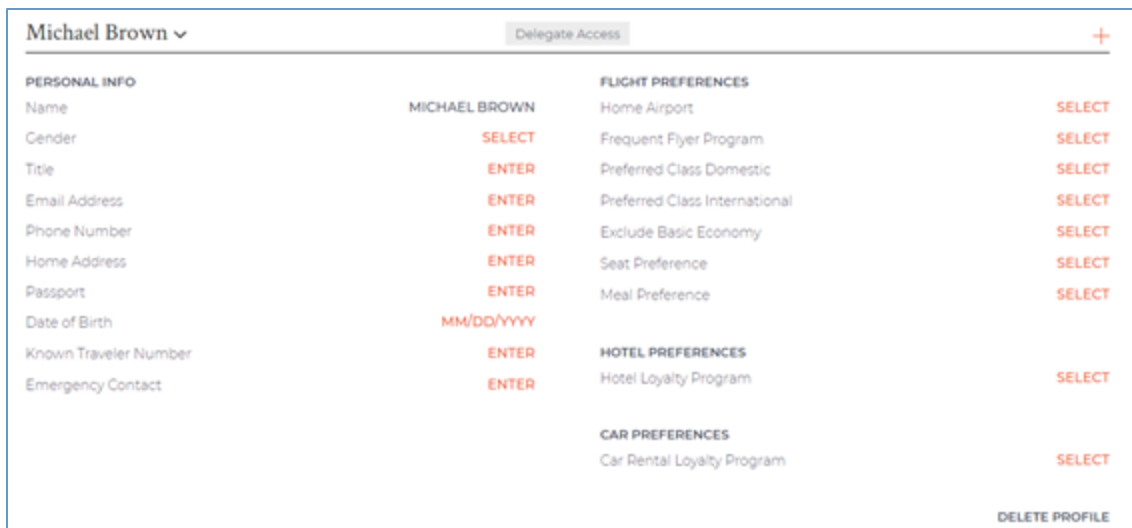 Michael Brown
Delegate Access
+
PERSONAL INFO
Name MICHAEL BROWN
Gender SELECT
Title ENTER
Email Address ENTER
Phone Number ENTER
Home Address ENTER
Passport ENTER
Date of Birth MM/DD/YYYY
Known Traveler Number ENTER
Emergency Contact ENTER
FLIGHT PREFERENCES
Home Airport SELECT
Frequent Flyer Program SELECT
Preferred Class Domestic SELECT
Preferred Class International SELECT
Exclude Basic Economy SELECT
Seat Preference SELECT
Meal Preference SELECT
HOTEL PREFERENCES
Hotel Loyalty Program SELECT
CAR PREFERENCES
Car Rental Loyalty Program SELECT
DELETE PROFILE